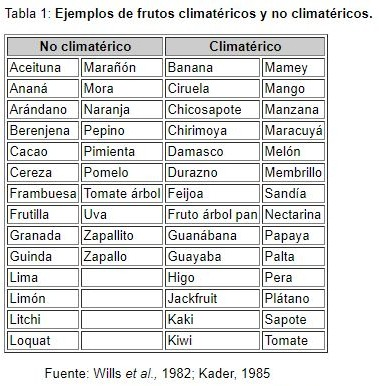 Tabla 1: Ejemplos de frutos climatéricos y no climatéricos.
No climatérico Climatérico
Aceituna Marañón Banana Mamey
Ananá Mora Ciruela Mango
Arándano Naranja Chicosapote Manzana
Berenjena Pepino Chirimoya Maracuyá
Cacao Pimienta Damasco Melón
Cereza Pomelo Durazno Membrillo
Frambuesa Tomate árbol Feijoa Sandía
Frutilla Uva Fruto árbol pan Nectarina
Granada Zapallito Guanábana Papaya
Guinda Zapallo Guayaba Palta
Lima Higo Pera
Limón Jackfruit Plátano
Litchi Kaki Sapote
Loquat Kiwi Tomate
Fuente: Wills et al., 1982; Kader, 1985